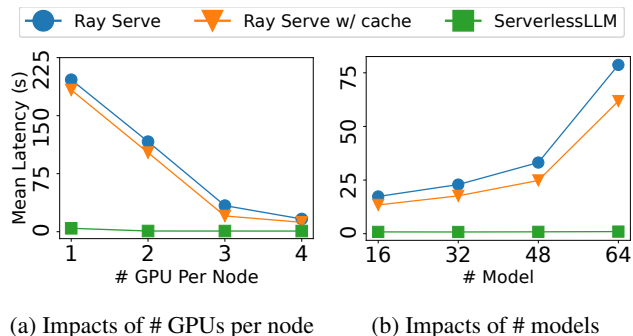 Ray Serve Ray Serve w/ cache ServerlessLLM
Mean Latency (s)
225
150
75
0
1 2 3 4
# GPU Per Node
75
50
25
0
16 32 48 64
# Model
(a) Impacts of # GPUs per node (b) Impacts of # models